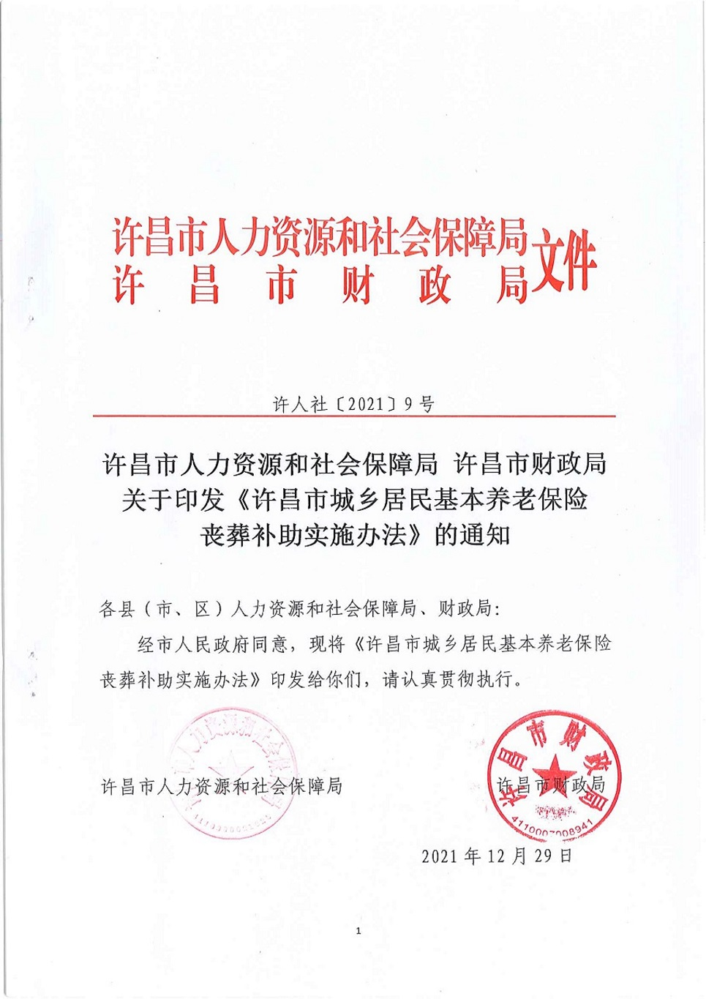 许昌市人力资源和社会保障局
许昌市财政局
文件
许人社〔2021〕9号
许昌市人力资源和社会保障局 许昌市财政局
关于印发《许昌市城乡居民基本养老保险
丧葬补助实施办法》的通知
各县（市、区）人力资源和社会保障局、财政局：
经市人民政府同意，现将《许昌市城乡居民基本养老保险
丧葬补助实施办法》印发给你们，请认真贯彻执行。
许昌市人力资源和社会保障局
许昌市财政局
许昌市财政局
2021年12月29日
1